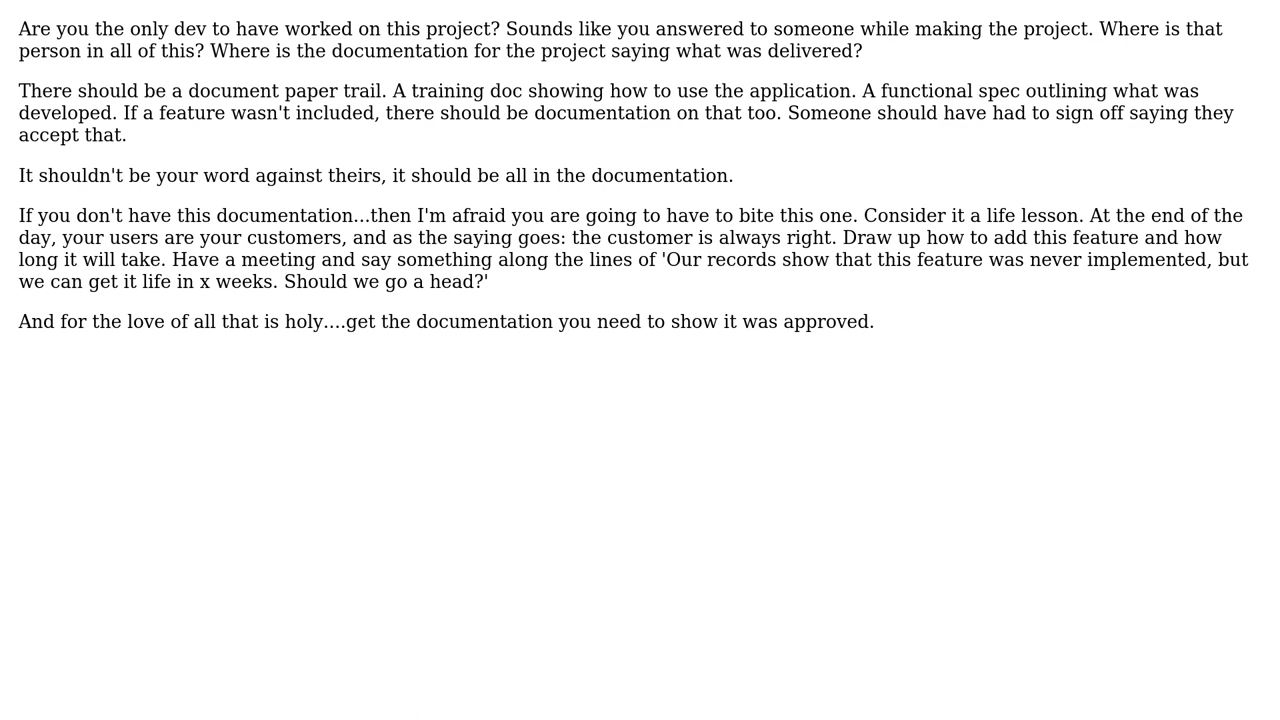 Are you the only dev to have worked on this project? Sounds like you answered to someone while making the project. Where is that
person in all of this? Where is the documentation for the project saying what was delivered?
There should be a document paper trail. A training doc showing how to use the application. A functional spec outlining what was
developed. If a feature wasn't included, there should be documentation on that too. Someone should have had to sign off saying they
accept that.
It shouldn't be your word against theirs, it should be all in the documentation.
If you don't have this documentation...then I'm afraid you are going to have to bite this one. Consider it a life lesson. At the end of the
day, your users are your customers, and as the saying goes: the customer is always right. Draw up how to add this feature and how
long it will take. Have a meeting and say something along the lines of 'Our records show that this feature was never implemented, but
we can get it life in x weeks. Should we go a head?'
And for the love of all that is holy....get the documentation you need to show it was approved.